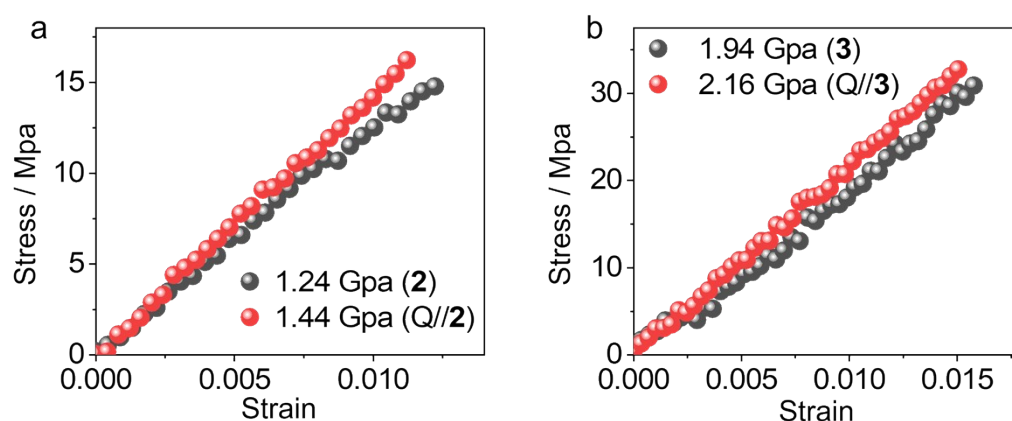 a
Stress / Mpa
15
10
5
0
0.000
0.005
0.010
Strain
1.24 Gpa (2)
1.44 Gpa (Q//2)
b
Stress / Mpa
30
20
10
0
0.000
0.005
0.010
0.015
Strain
1.94 Gpa (3)
2.16 Gpa (Q//3)